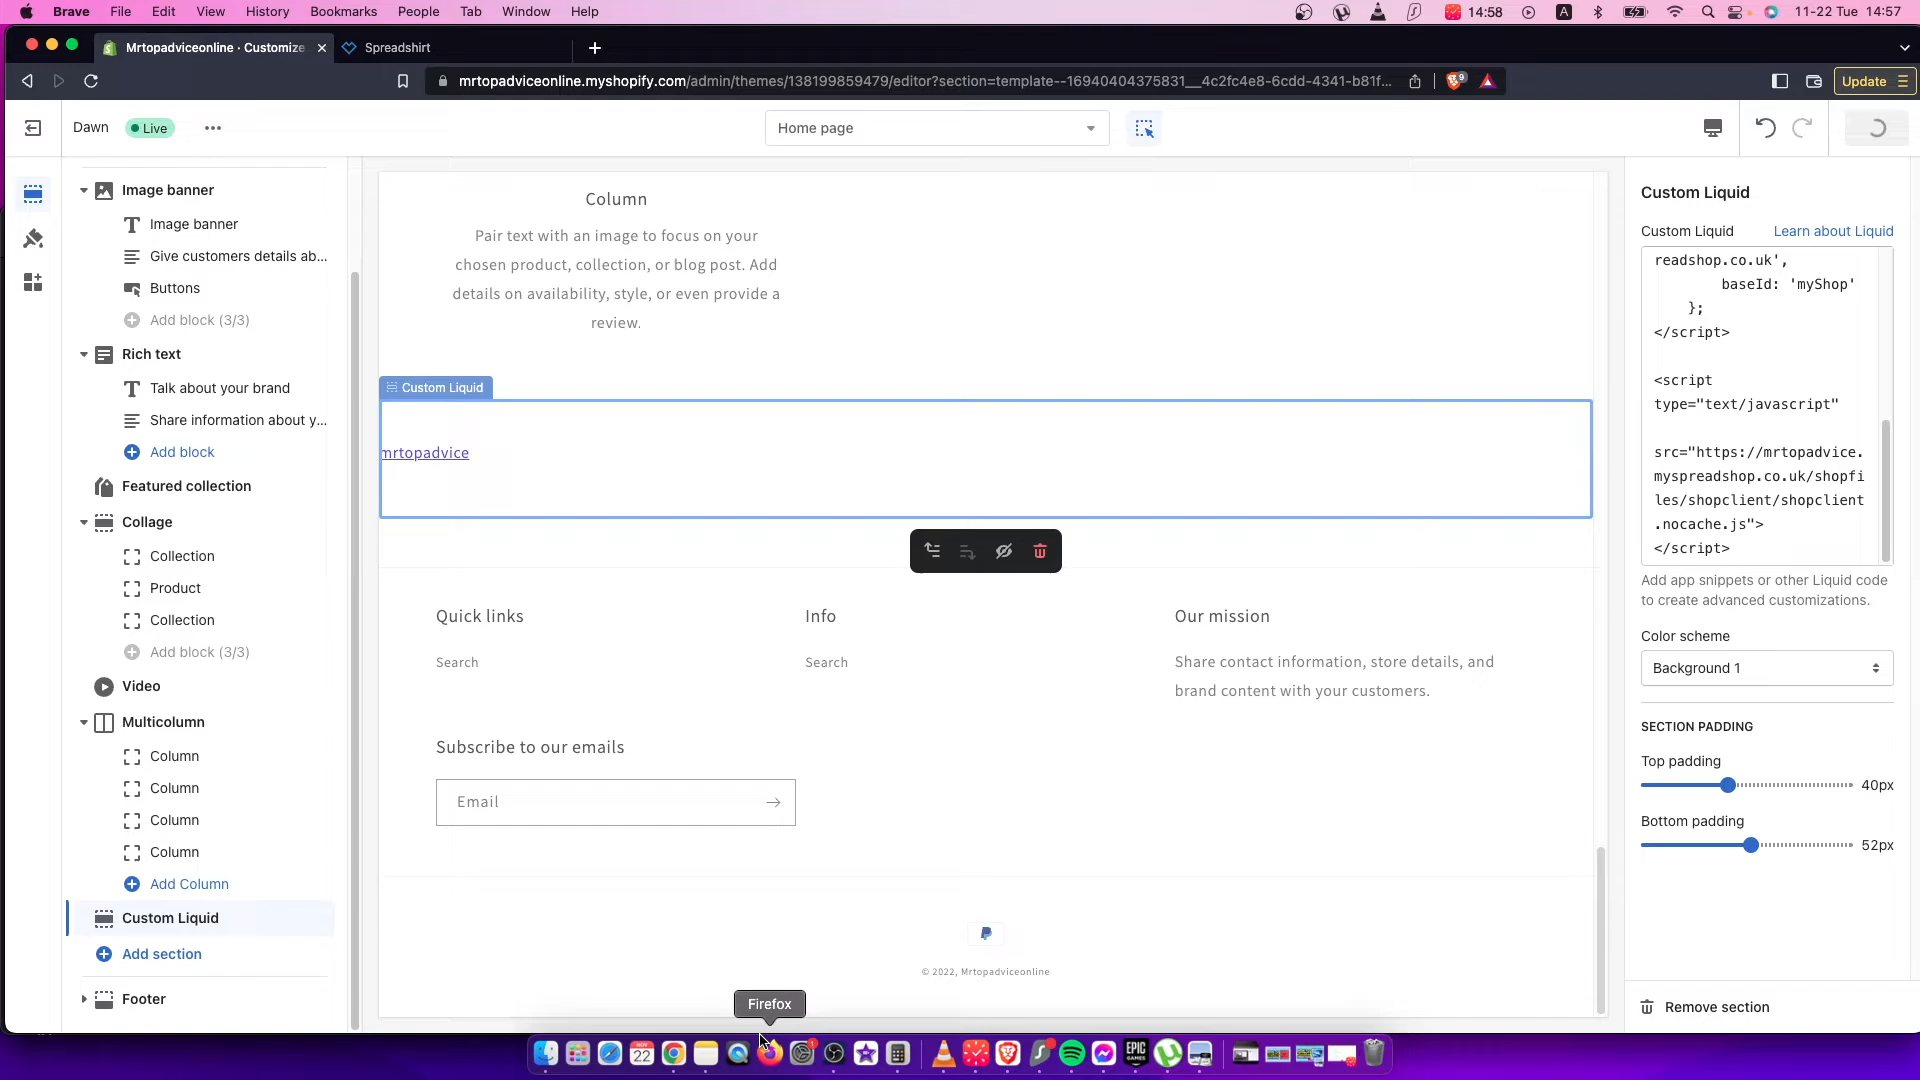 Brave File Edit View History Bookmarks People Tab Window Help
14:58 A 11-22 Tue 14:57
Mrtopadviceonline · Customize
Spreadshirt
mrtopadviceonline.myshopify.com/admin/themes/138199859479/editor?section=template--16940404375831__4c2fc4e8-6cdd-4341-b81f...
9
Update
Dawn
Live
Home page
Image banner
Image banner
Give customers details ab...
Buttons
Add block (3/3)
Rich text
Talk about your brand
Share information about y...
Add block
Featured collection
Collage
Collection
Product
Collection
Add block (3/3)
Video
Multicolumn
Column
Column
Column
Column
Add Column
Custom Liquid
Add section
Footer
Column
Pair text with an image to focus on your
chosen product, collection, or blog post. Add
details on availability, style, or even provide a
review.
Custom Liquid
mrtopadvice
Quick links
Search
Info
Search
Our mission
Share contact information, store details, and
brand content with your customers.
Subscribe to our emails
Email
© 2022, Mrtopadviceonline
Custom Liquid
Custom Liquid
Learn about Liquid
readshop.co.uk',
baseId: 'myShop'
};
</script>
<script
type="text/javascript"
src="https://mrtopadvice.
myspreadshop.co.uk/shopfi
les/shopclient/shopclient
.nocache.js">
</script>
Add app snippets or other Liquid code
to create advanced customizations.
Color scheme
Background 1
SECTION PADDING
Top padding
40px
Bottom padding
52px
Remove section
Firefox
NOV
22
EPIC
GAMES